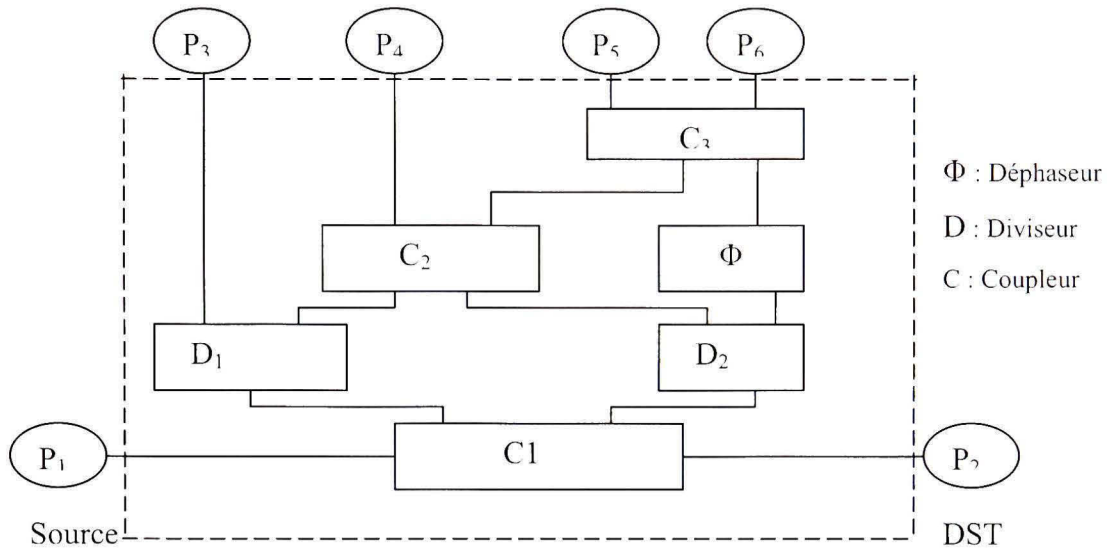 P₃ P₄ P₅ P₆
C₃
Φ : Déphaseur
C₂ Φ
D : Diviseur
C : Coupleur
D₁ D₂
P₁ C1 P₂
Source DST